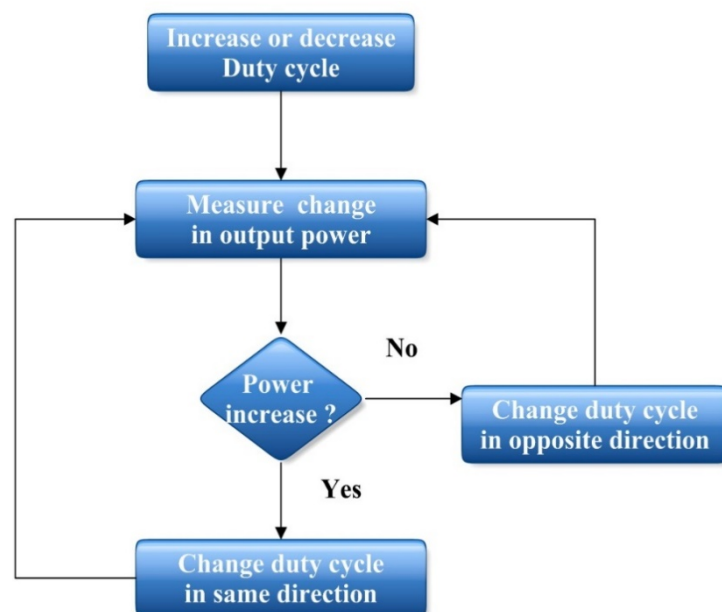 Increase or decrease
Duty cycle
Measure change
in output power
No
Power
increase ?
Change duty cycle
in opposite direction
Yes
Change duty cycle
in same direction